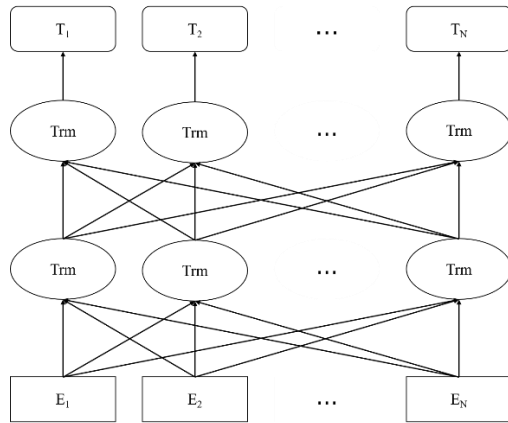 T₁ T₂ ... Tₙ
Trm Trm ... Trm
Trm Trm ... Trm
E₁ E₂ ... Eₙ